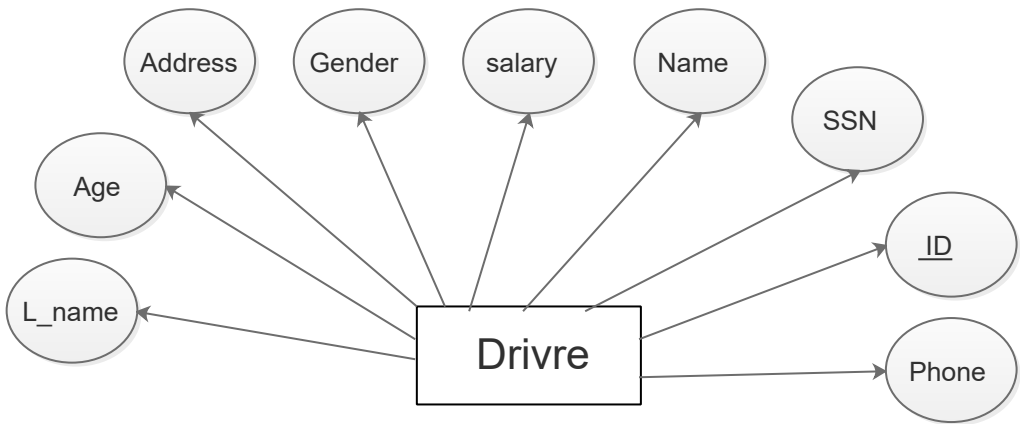 Address
Gender
salary
Name
SSN
Age
ID
L_name
Drivre
Phone